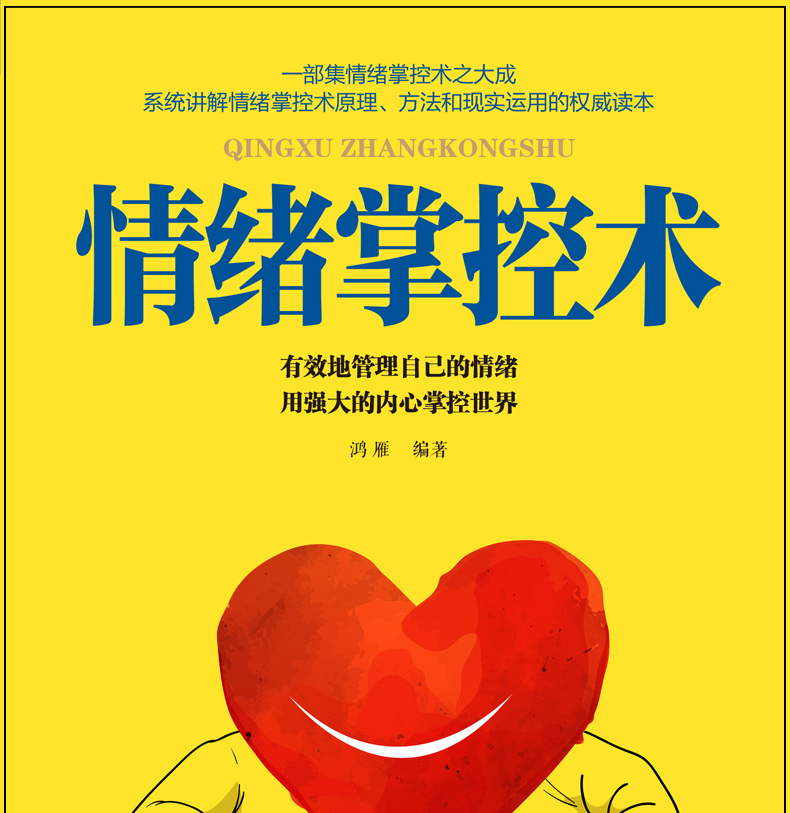 一部集情绪掌控术之大成
系统讲解情绪掌控术原理、方法和现实运用的权威读本
QINGXU ZHANGKONGSHU
情绪掌控术
有效地管理自己的情绪
用强大的内心掌控世界
鸿雁 编著